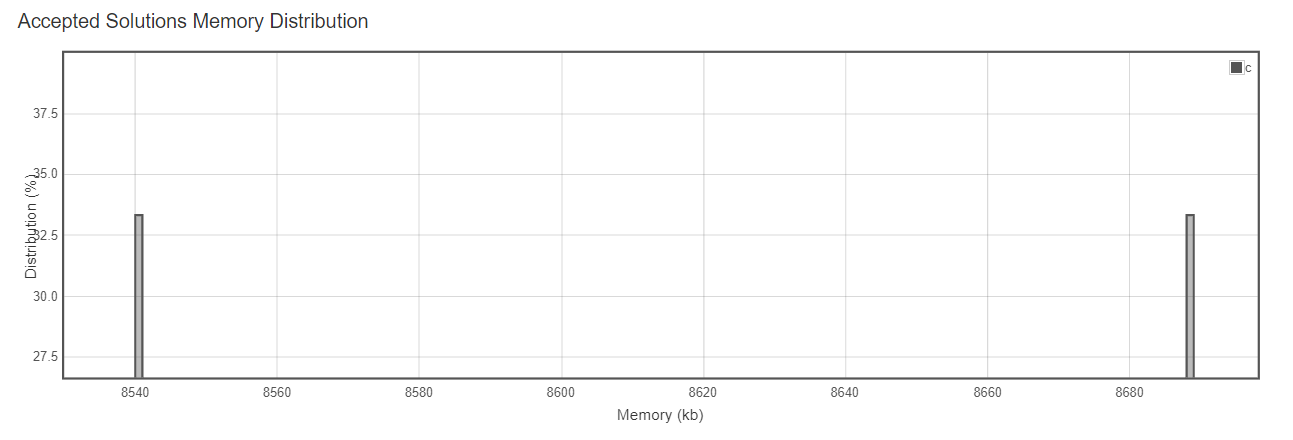 Accepted Solutions Memory Distribution
c
37.5
35.0
32.5
30.0
27.5
Distribution (%)
8540 8560 8580 8600 8620 8640 8660 8680
Memory (kb)